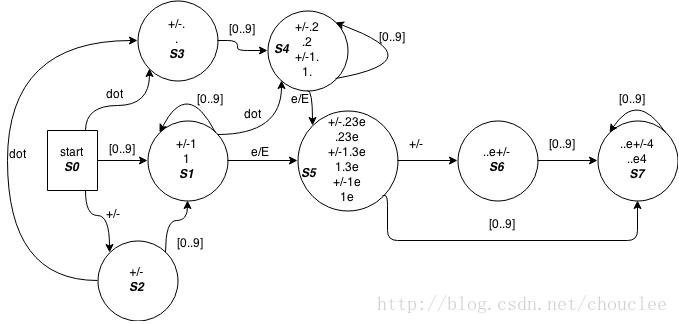 +/-.
.
S3
[0..9]
+/-.2
.2
+/-1.
1.
S4
[0..9]
dot
[0..9]
dot
e/E
+/-.23e
.23e
+/-1.3e
1.3e
+/-1e
1e
S5
start
S0
[0..9]
+/-1
1
S1
e/E
+/-
..e+/-
S6
[0..9]
[0..9]
..e+/-4
..e4
S7
dot
+/-
[0..9]
[0..9]
+/-
S2
http://blog.csdn.net/chouclee